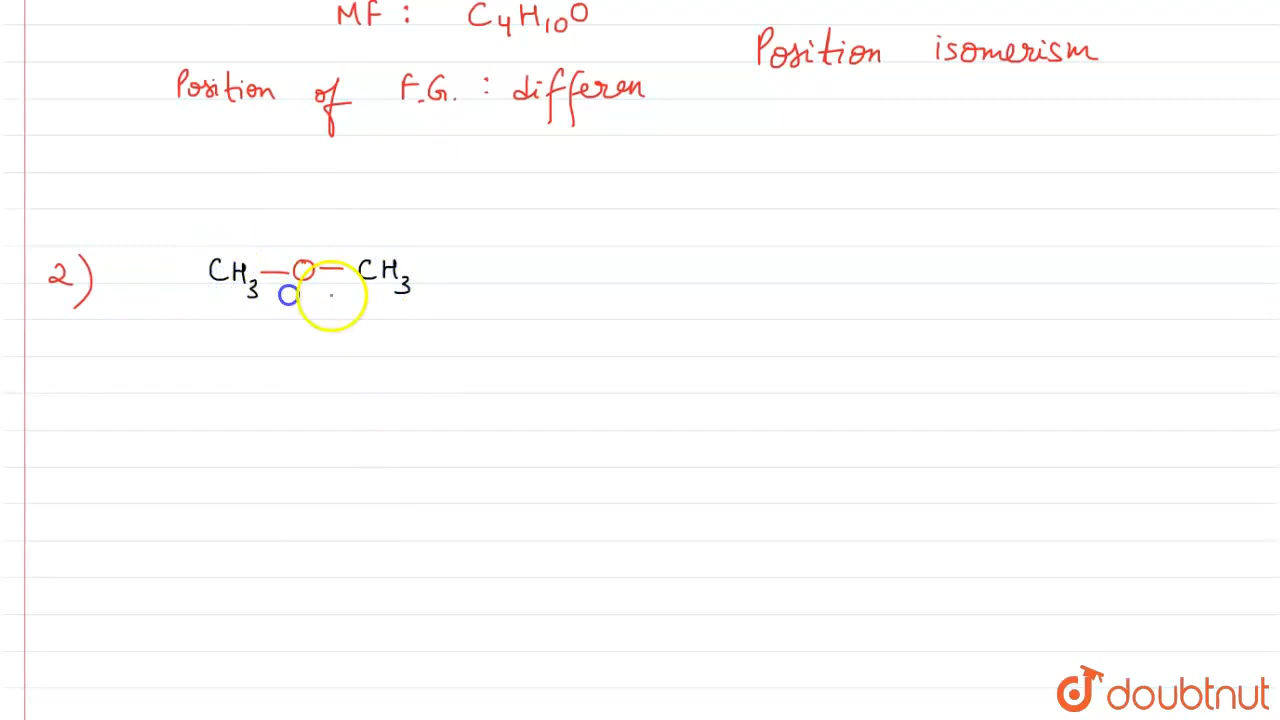 MF : C₄H₁₀O
Position isomerism
Position of F.G. : differen
2) CH₃—O—CH₃
O
doubtnut